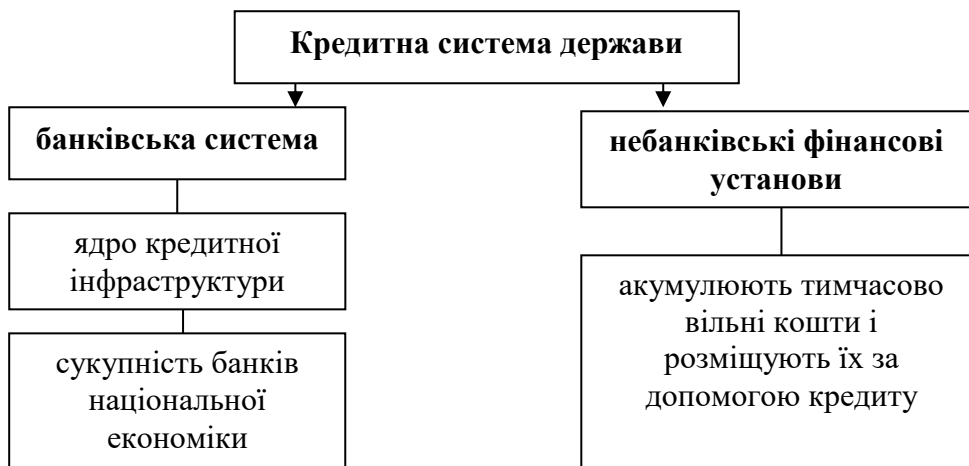 Кредитна система держави
банківська система
небанківські фінансові
установи
ядро кредитної
інфраструктури
акумулюють тимчасово
вільні кошти і
розміщують їх за
допомогою кредиту
сукупність банків
національної
економіки